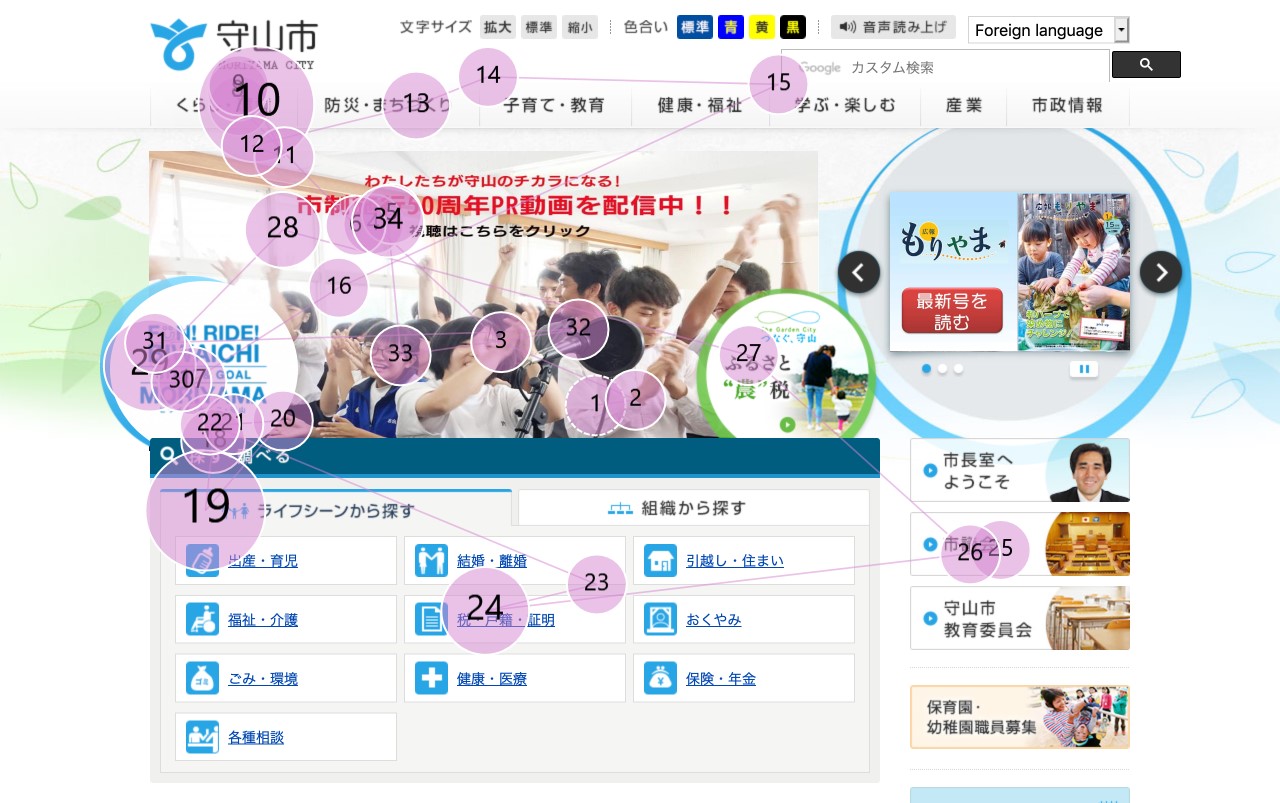 守山市
MORIYAMA CITY
文字サイズ 拡大 標準 縮小 色合い 標準 青 黄 黒 音声読み上げ Foreign language
Google カスタム検索
防災・まちづくり 子育て・教育 健康・福祉 学ぶ・楽しむ 産業 市政情報
9
10
11
12
13
14
15
わたしたちが守山のチカラになる!
50周年PR動画を配信中!!
視聴はこちらをクリック
28
34
16
31
30
7
33
3
32
27
1
2
RIDE!
GOAL
MORIYAMA
The Garden City
つなぐ、守山
ふるさと
“農”税
広報 もりやま
最新号を
読む
広報もりやま
22
21
20
18
19
調べる
ライフシーンから探す 組織から探す
出産・育児 結婚・離婚 引越し・住まい
福祉・介護 税・戸籍・証明 おくやみ
ごみ・環境 健康・医療 保険・年金
各種相談
23
24
市長室へ
ようこそ
26
25
守山市
教育委員会
保育園・
幼稚園職員募集